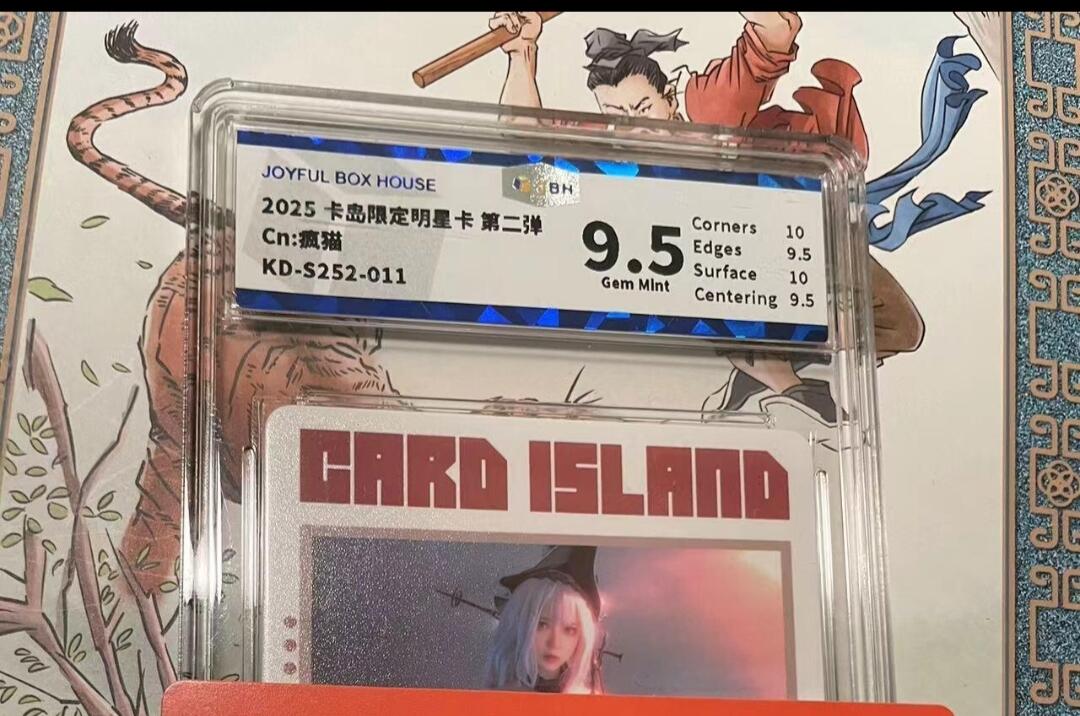 JOYFUL BOX HOUSE
JBH
2025 卡岛限定明星卡 第二弹
Cn:疯猫
KD-S252-011
9.5
Gem Mint
Corners 10
Edges 9.5
Surface 10
Centering 9.5
CARD ISLAND